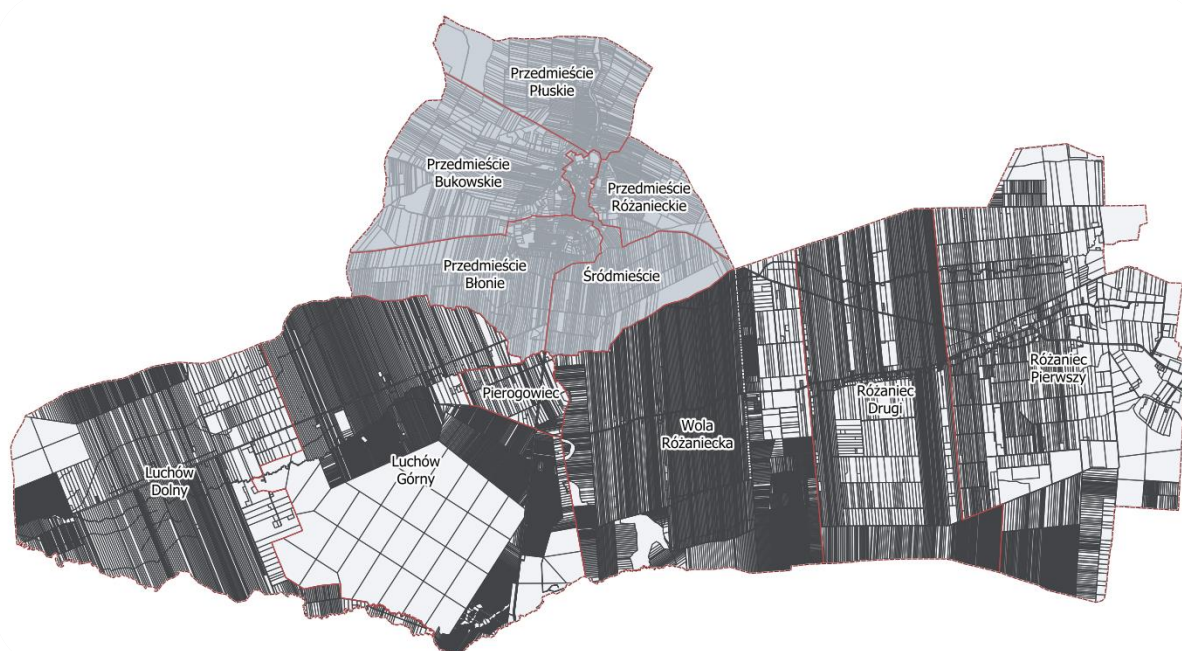 Przedmieście
Płuskie
Przedmieście
Bukowskie
Przedmieście
Różanieckie
Przedmieście
Błonie
Śródmieście
Różaniec
Pierwszy
Pierogowiec
Różaniec
Drugi
Wola
Różaniecka
Luchów
Górny
Luchów
Dolny